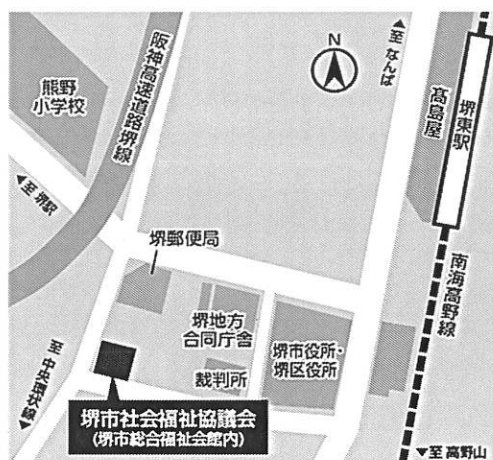 熊野
小学校
阪神高速道路堺線
N
▲至 なんば
髙島屋
堺東駅
◀至 堺駅
堺郵便局
南海高野線
堺地方
合同庁舎
堺市役所・
堺区役所
裁判所
至 中央環状線▶
堺市社会福祉協議会
(堺市総合福祉会館内)
▼至 高野山